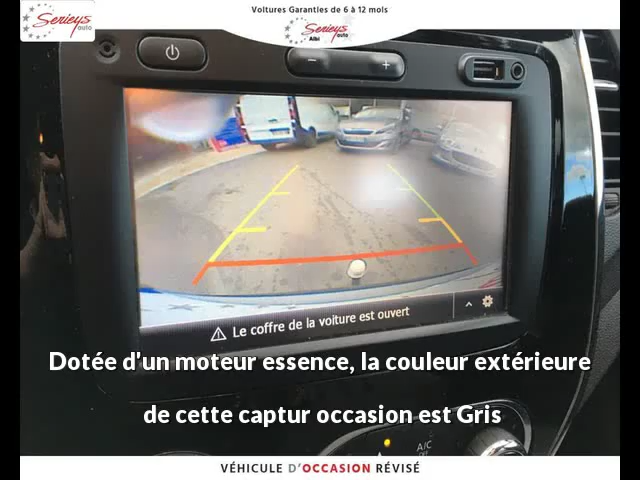 Voitures Garanties de 6 à 12 mois
Serieys
auto
Serieys
auto
Albi
Le coffre de la voiture est ouvert
Dotée d'un moteur essence, la couleur extérieure
de cette captur occasion est Gris
A/C
VÉHICULE D'OCCASION RÉVISÉ